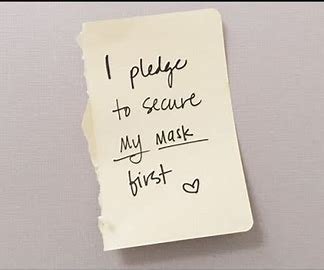 I pledge
to secure
my mask
first ♡